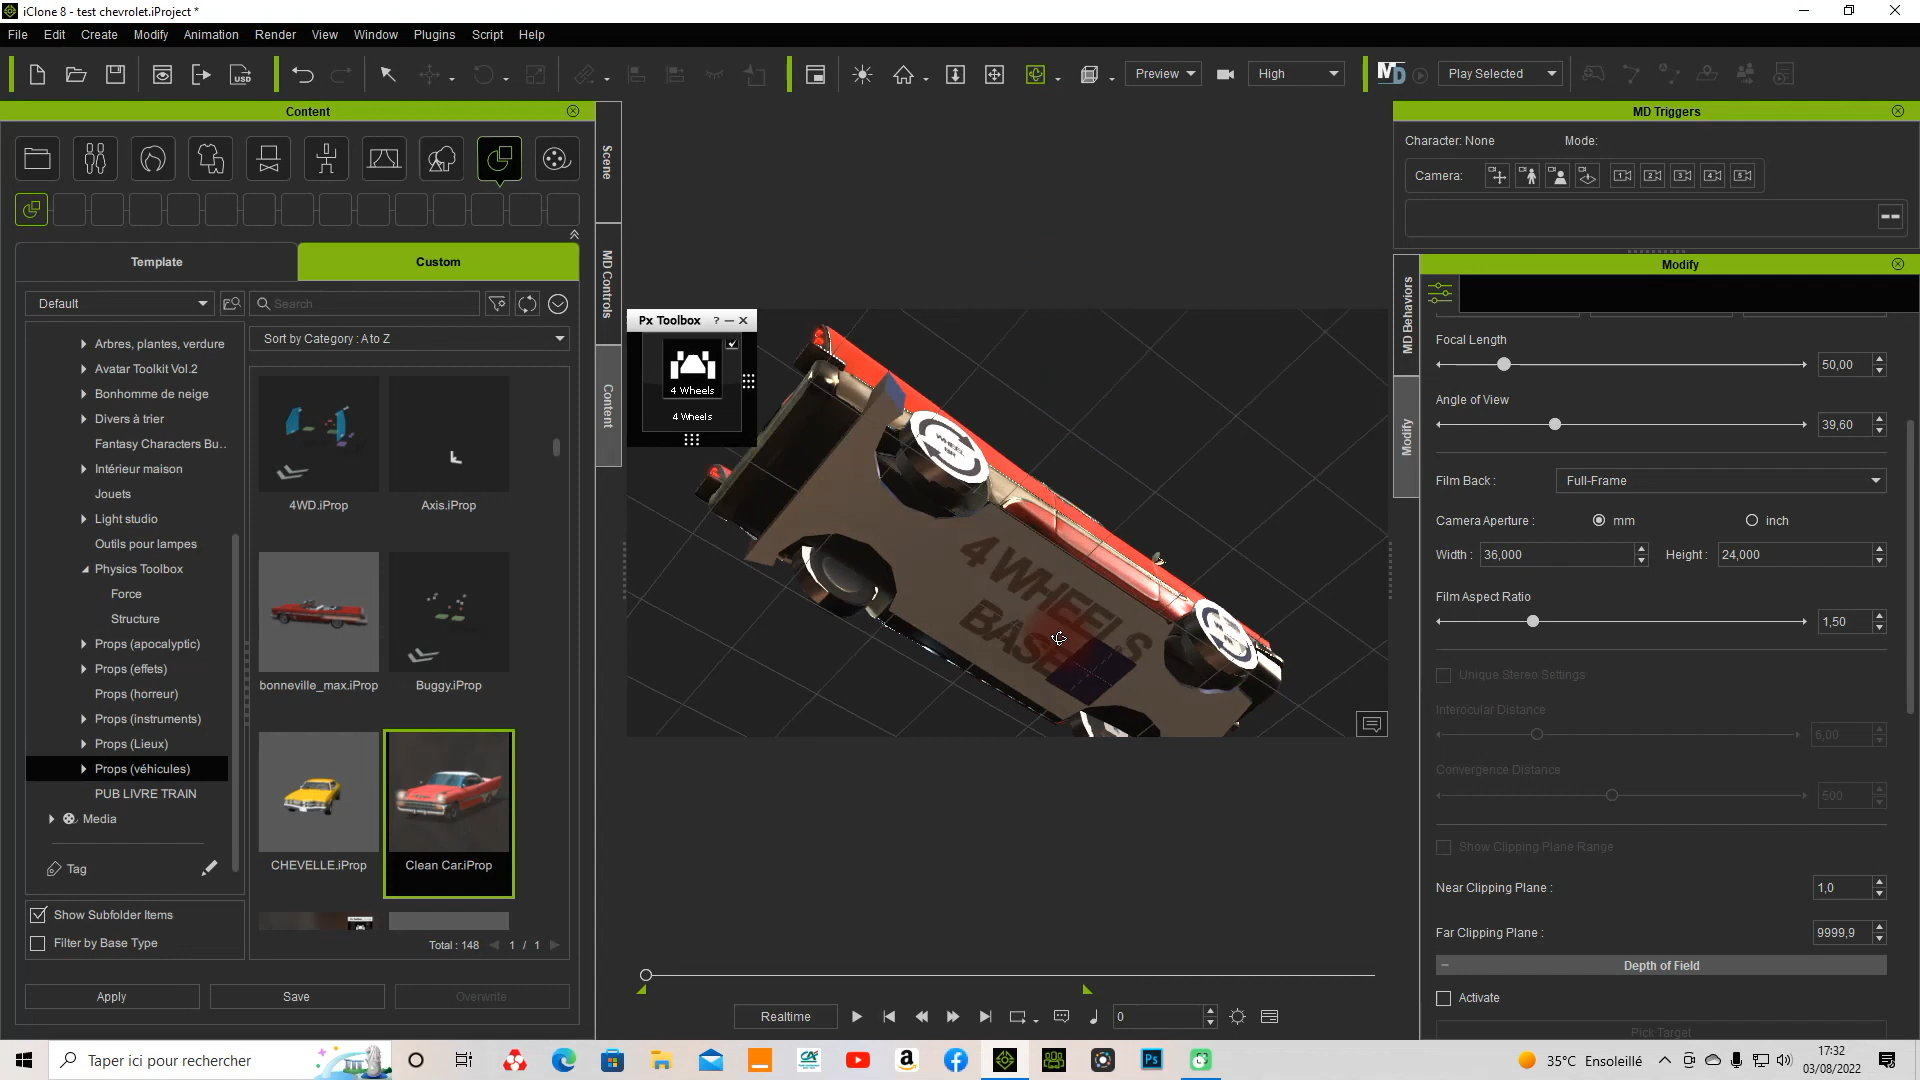 iClone 8 - test chevrolet.iProject *
File Edit Create Modify Animation Render View Window Plugins Script Help
USD
Preview High MD Play Selected
Content
Template Custom
Default Search
Sort by Category : A to Z
Arbres, plantes, verdure
Avatar Toolkit Vol.2
Bonhomme de neige
Divers à trier
Fantasy Characters Bu..
Intérieur maison
Jouets
Light studio
Outils pour lampes
Physics Toolbox
Force
Structure
Props (apocalyptic)
Props (effets)
Props (horreur)
Props (instruments)
Props (Lieux)
Props (véhicules)
PUB LIVRE TRAIN
Media
Tag
Show Subfolder Items
Filter by Base Type
4WD.iProp Axis.iProp
bonneville_max.iProp Buggy.iProp
CHEVELLE.iProp Clean Car.iProp
Total : 148 1 / 1
Apply Save Overwrite
Scene
MD Controls
Content
Px Toolbox ? – ×
4 Wheels
4 Wheels
4 WHEELS
BASE
Realtime 0
MD Triggers
Character: None Mode:
Camera: 1 2 3 4 5
MD Behaviors
Modify
Modify
Focal Length
50,00
Angle of View
39,60
Film Back : Full-Frame
Camera Aperture : mm inch
Width : 36,000 Height : 24,000
Film Aspect Ratio
1,50
Unique Stereo Settings
Interocular Distance
6,00
Convergence Distance
500
Show Clipping Plane Range
Near Clipping Plane : 1,0
Far Clipping Plane : 9999,9
Depth of Field
Activate
Pick Target
Taper ici pour rechercher
Ps
35°C Ensoleillé
17:32
03/08/2022